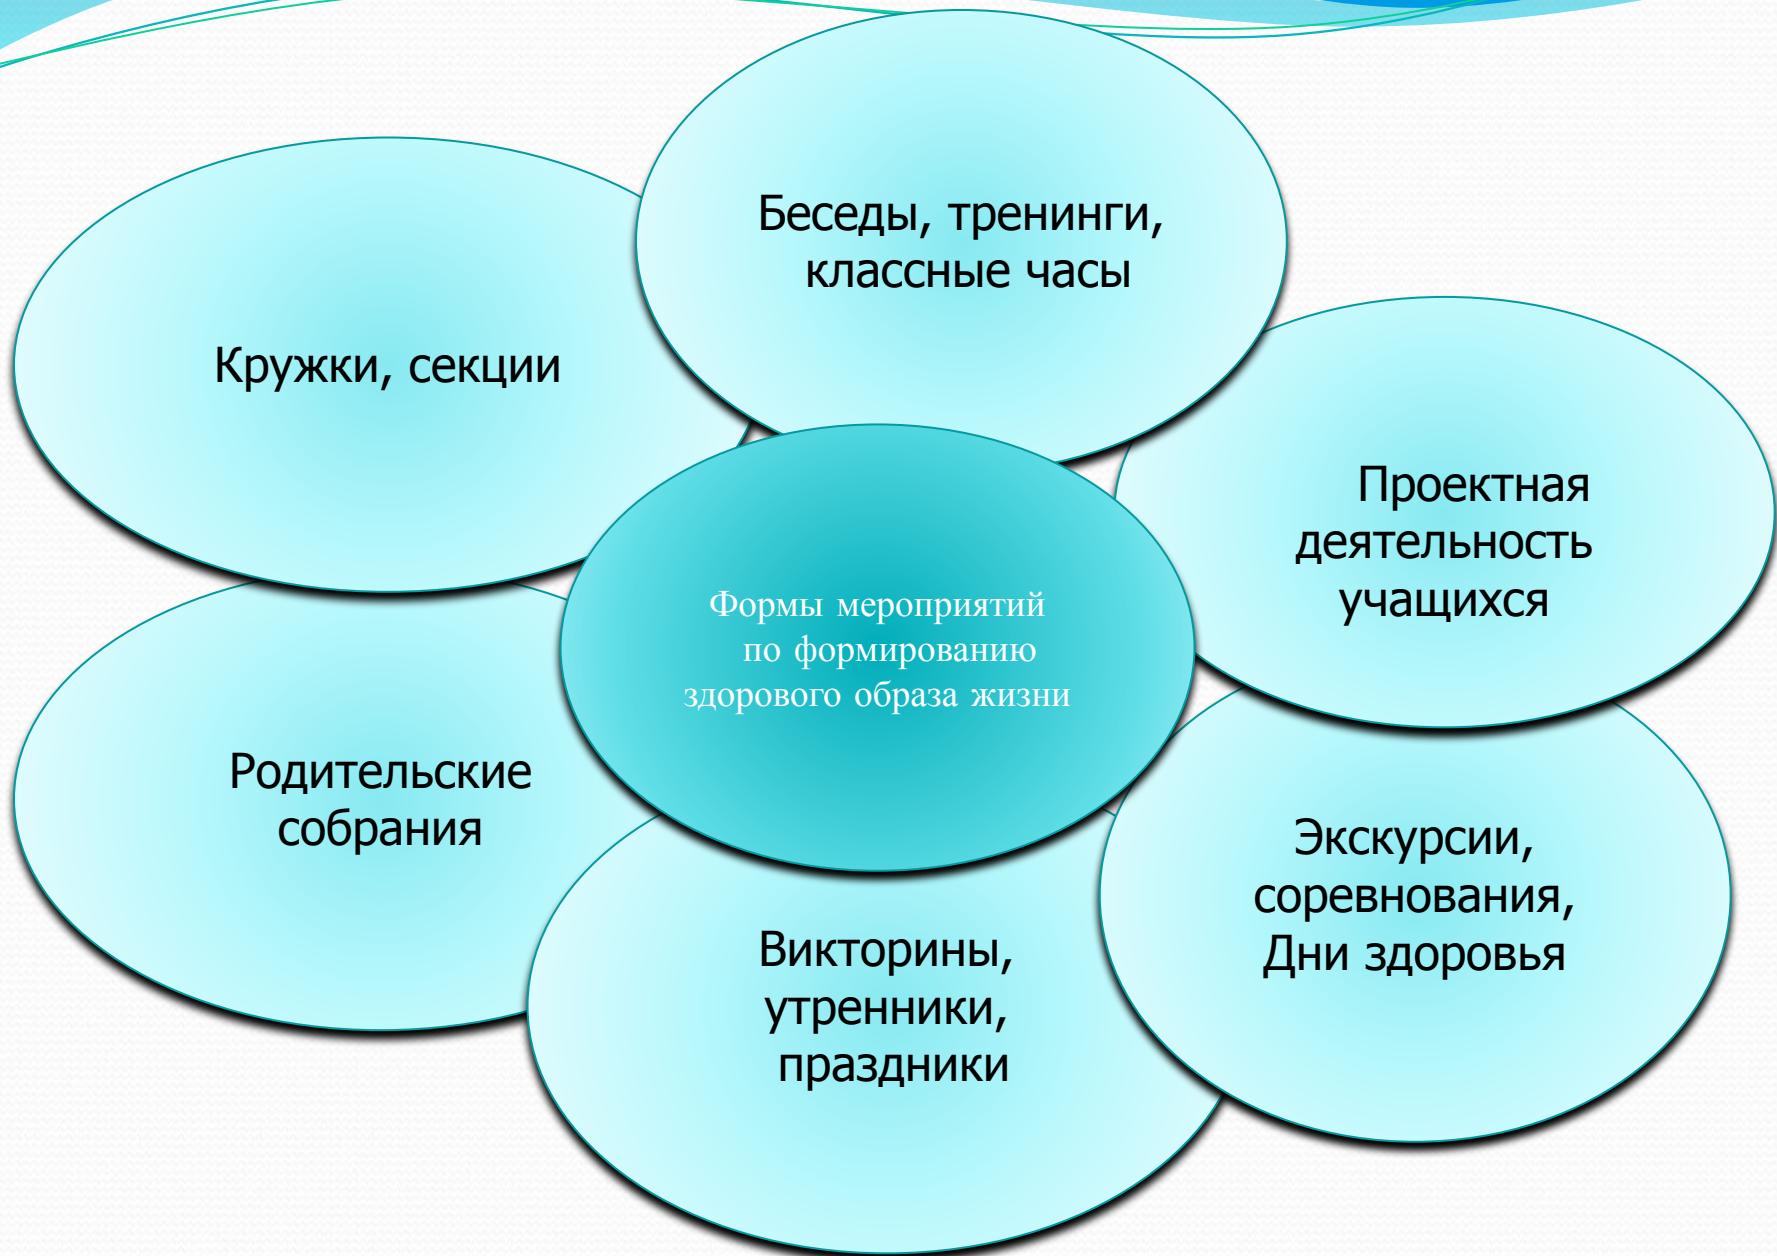 Беседы, тренинги,
классные часы
Кружки, секции
Проектная
деятельность
учащихся
Формы мероприятий
по формированию
здорового образа жизни
Родительские
собрания
Экскурсии,
соревнования,
Дни здоровья
Викторины,
утренники,
праздники